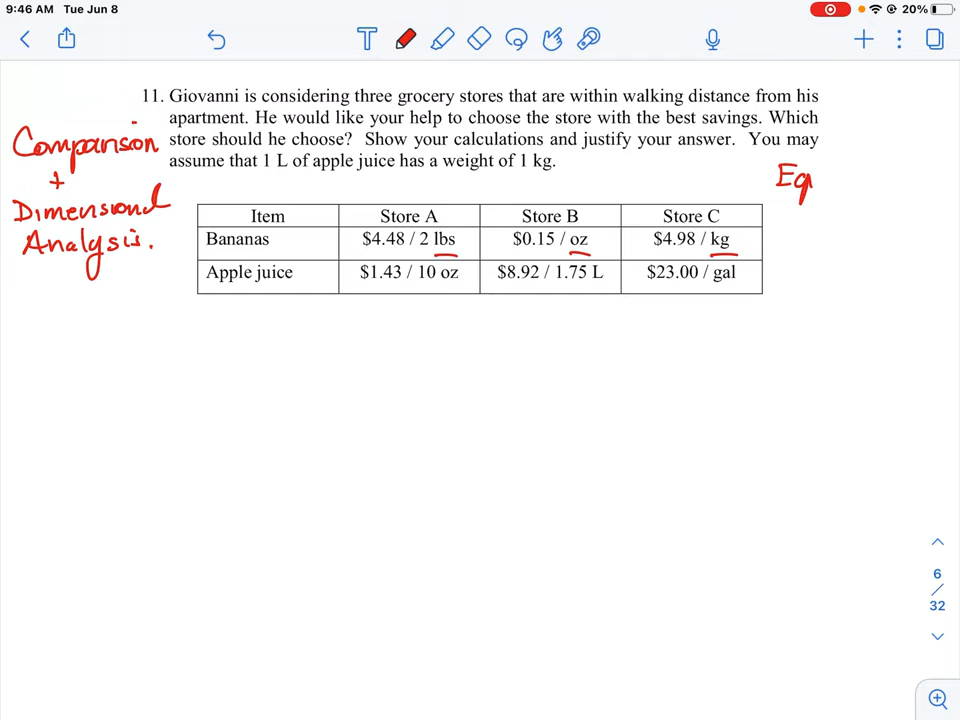 9:46 AM Tue Jun 8
20%
T
11. Giovanni is considering three grocery stores that are within walking distance from his
apartment. He would like your help to choose the store with the best savings. Which
store should he choose? Show your calculations and justify your answer. You may
assume that 1 L of apple juice has a weight of 1 kg.
Comparision
+
Dimensional
Analysis.
Eq
Item Store A Store B Store C
Bananas $4.48 / 2 lbs $0.15 / oz $4.98 / kg
Apple juice $1.43 / 10 oz $8.92 / 1.75 L $23.00 / gal
6
/
32